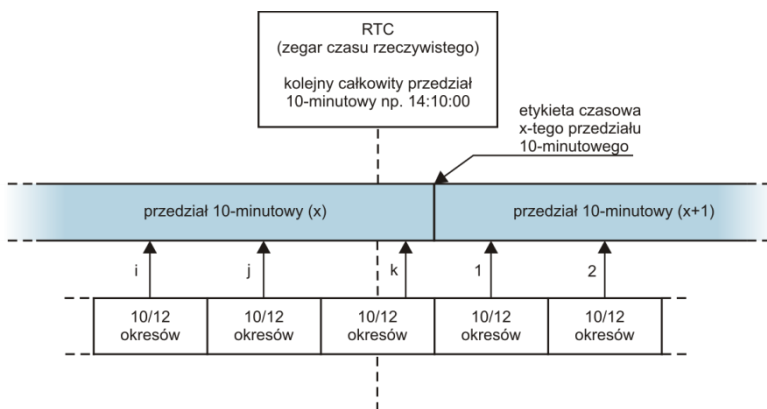 RTC
(zegar czasu rzeczywistego)
kolejny całkowity przedział
10-minutowy np. 14:10:00
etykieta czasowa
x-tego przedziału
10-minutowego
przedział 10-minutowy (x)
przedział 10-minutowy (x+1)
i
j
k
1
2
10/12
okresów
10/12
okresów
10/12
okresów
10/12
okresów
10/12
okresów